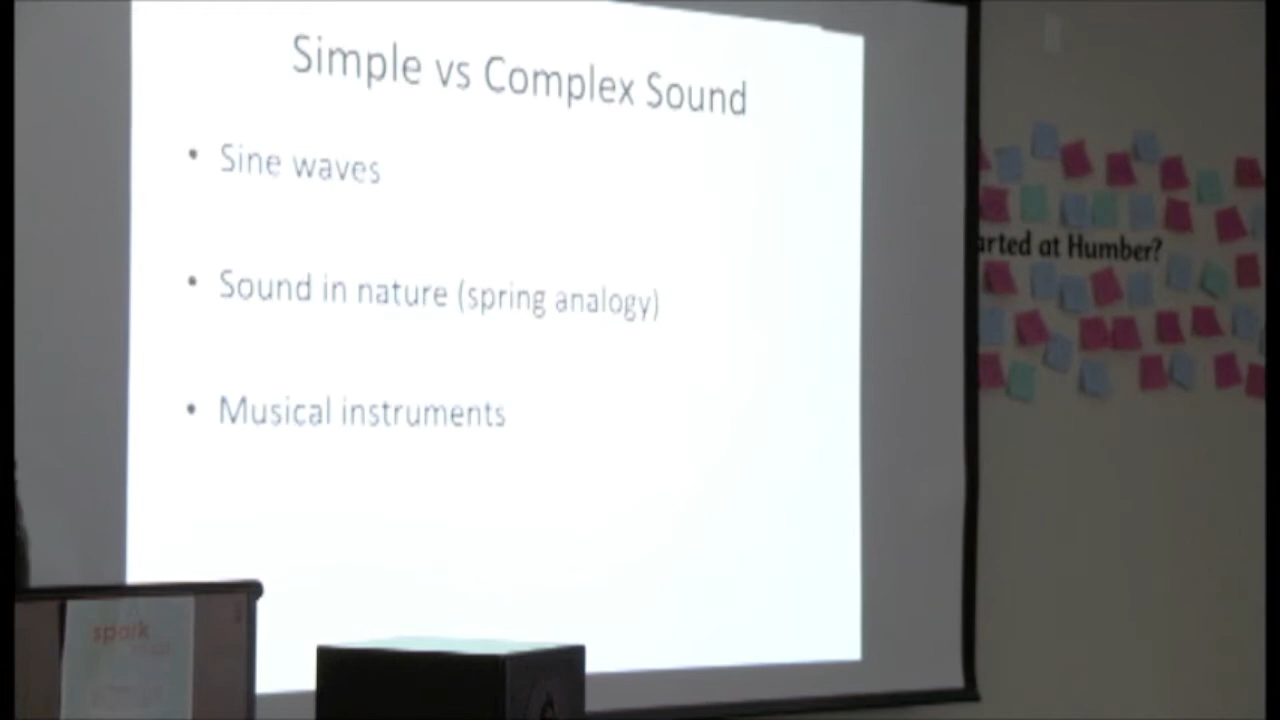 Simple vs Complex Sound
• Sine waves
• Sound in nature (spring analogy)
• Musical instruments
arted at Humber?
spark